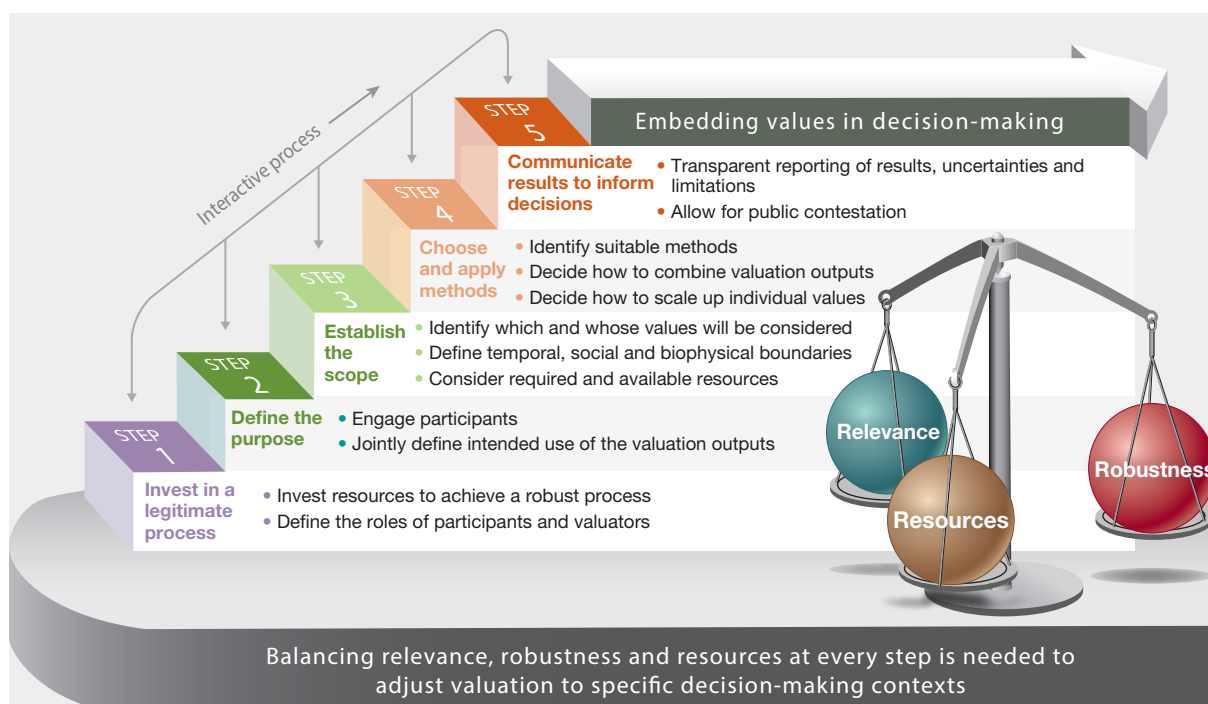 Interactive process
STEP
5
Embedding values in decision-making
Communicate
results to inform
decisions
• Transparent reporting of results, uncertainties and
limitations
• Allow for public contestation
STEP
4
Choose
and apply
methods
• Identify suitable methods
• Decide how to combine valuation outputs
• Decide how to scale up individual values
STEP
3
Establish
the
scope
• Identify which and whose values will be considered
• Define temporal, social and biophysical boundaries
• Consider required and available resources
STEP
2
Define the
purpose
• Engage participants
• Jointly define intended use of the valuation outputs
STEP
1
Invest in a
legitimate
process
• Invest resources to achieve a robust process
• Define the roles of participants and valuators
Relevance
Resources
Robustness
Balancing relevance, robustness and resources at every step is needed to
adjust valuation to specific decision-making contexts